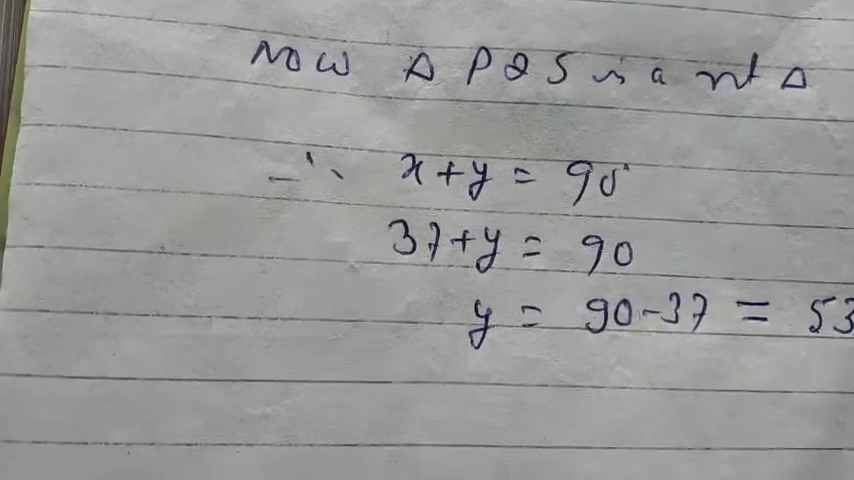 Now Δ PQS is a rt Δ
∴ x+y = 90°
37+y = 90
y = 90-37 = 53